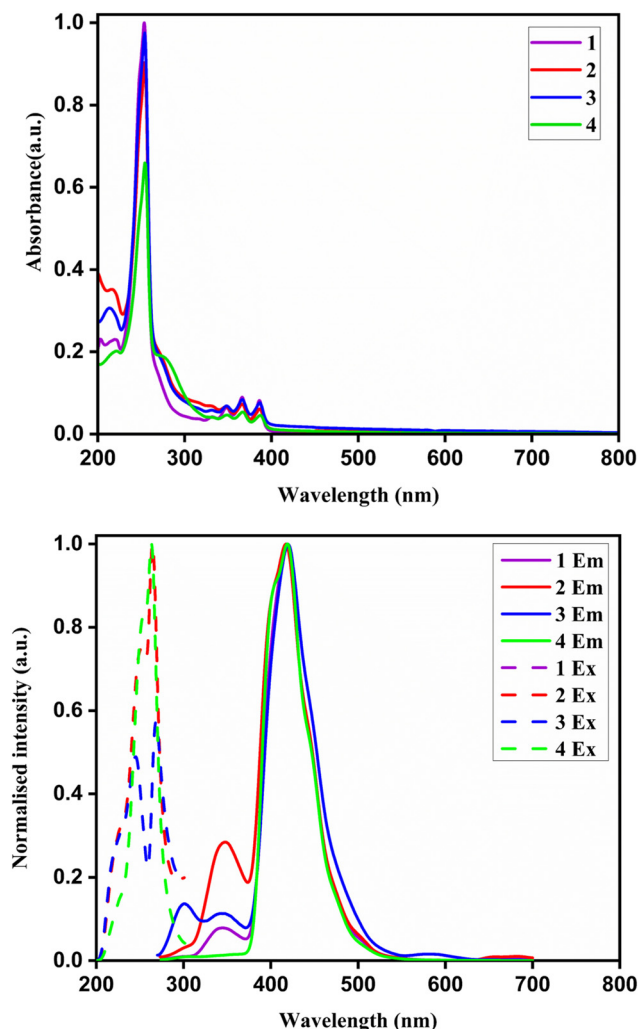 1.0
0.8
0.6
0.4
0.2
0.0
Absorbance(a.u.)
200 300 400 500 600 700 800
Wavelength (nm)
1
2
3
4
1.0
0.8
0.6
0.4
0.2
0.0
Normalised intensity (a.u.)
200 300 400 500 600 700 800
Wavelength (nm)
1 Em
2 Em
3 Em
4 Em
1 Ex
2 Ex
3 Ex
4 Ex